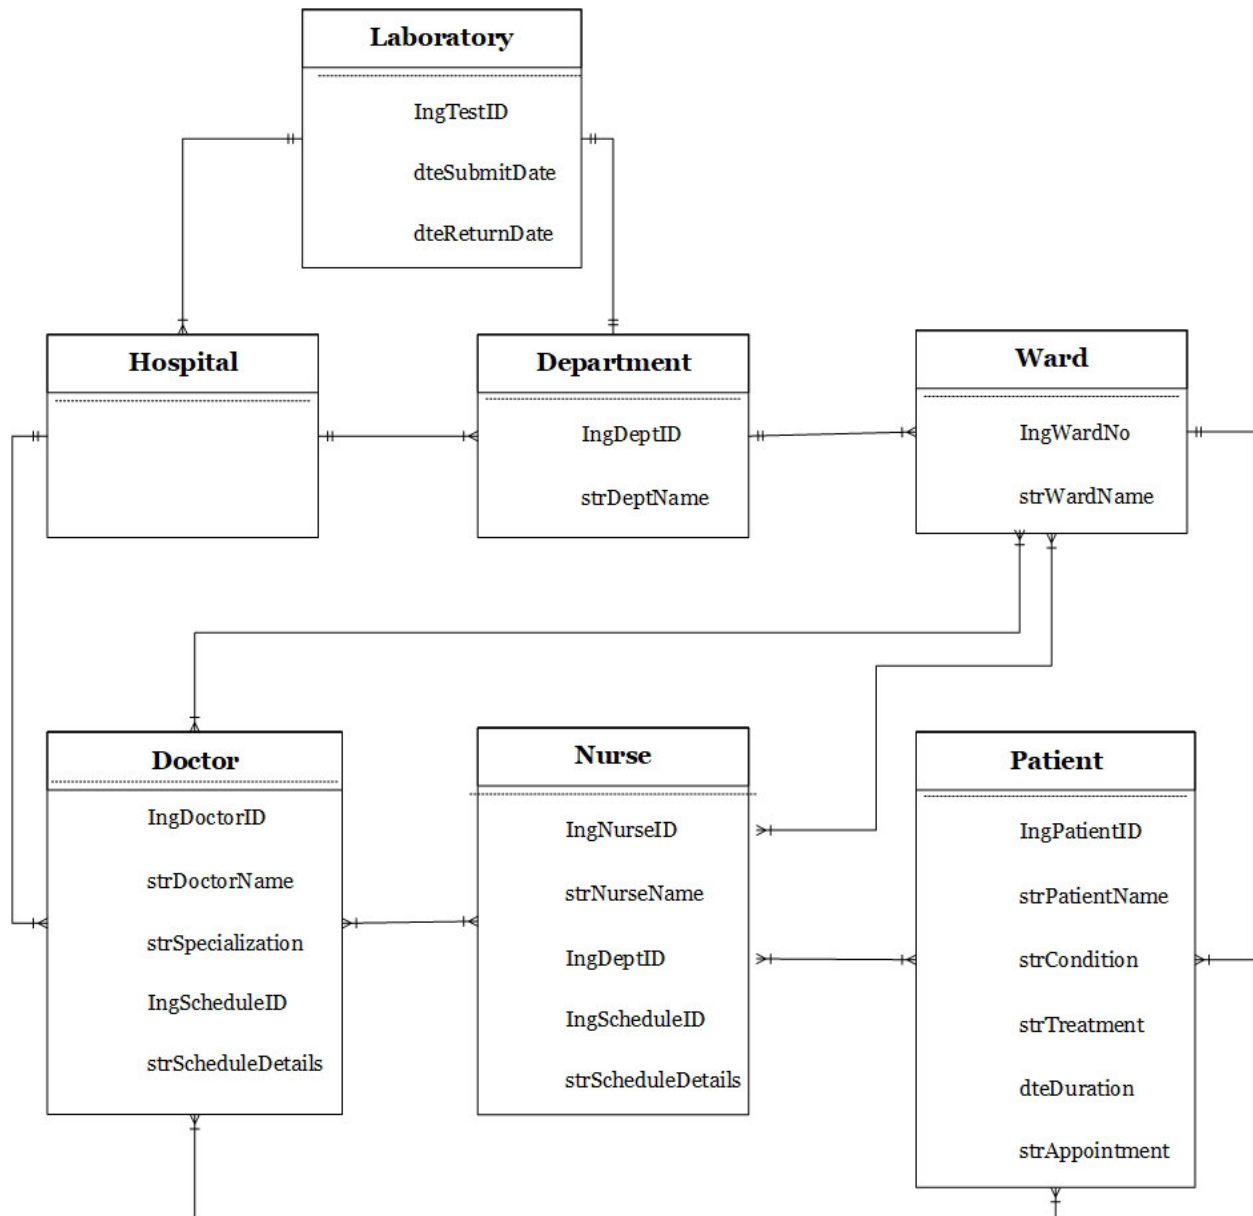 Laboratory
IngTestID
dteSubmitDate
dteReturnDate
Hospital
Department
IngDeptID
strDeptName
Ward
IngWardNo
strWardName
Doctor
IngDoctorID
strDoctorName
strSpecialization
IngScheduleID
strScheduleDetails
Nurse
IngNurseID
strNurseName
IngDeptID
IngScheduleID
strScheduleDetails
Patient
IngPatientID
strPatientName
strCondition
strTreatment
dteDuration
strAppointment